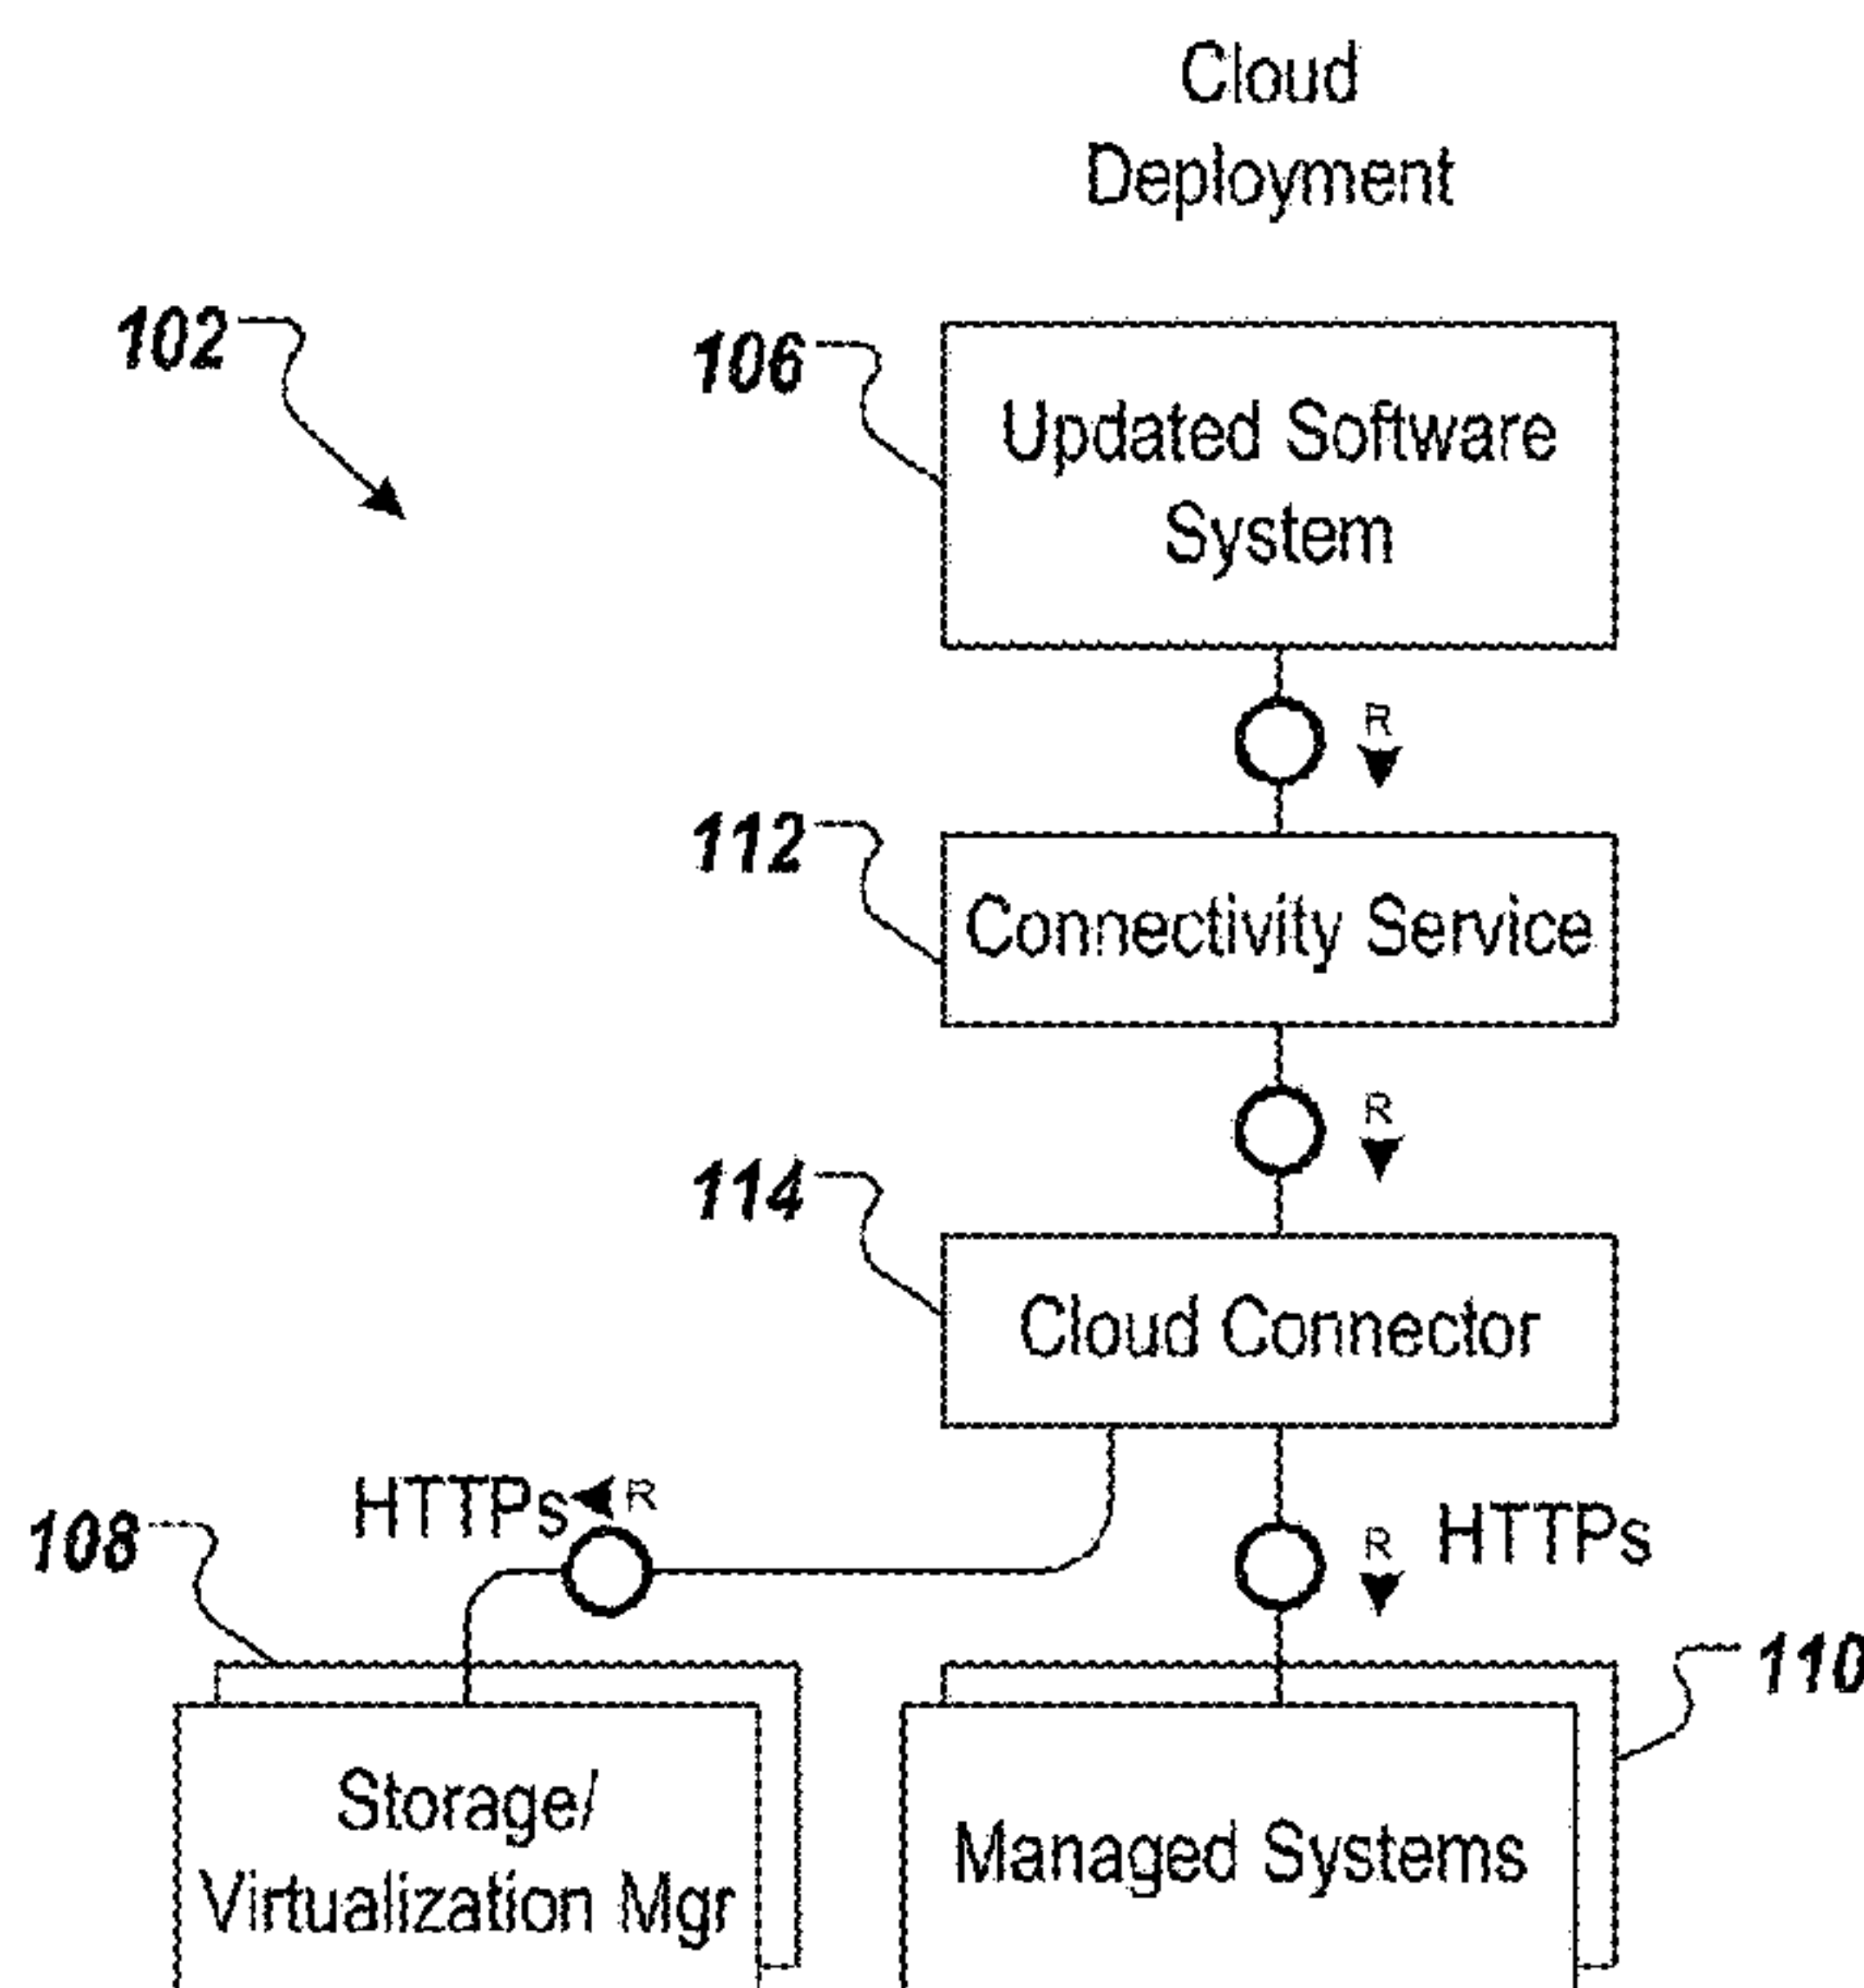 Cloud
Deployment
102
106
Updated Software
System
R
112
Connectivity Service
R
114
Cloud Connector
HTTPs
R
108
R
HTTPs
110
Storage/
Virtualization Mgr
Managed Systems